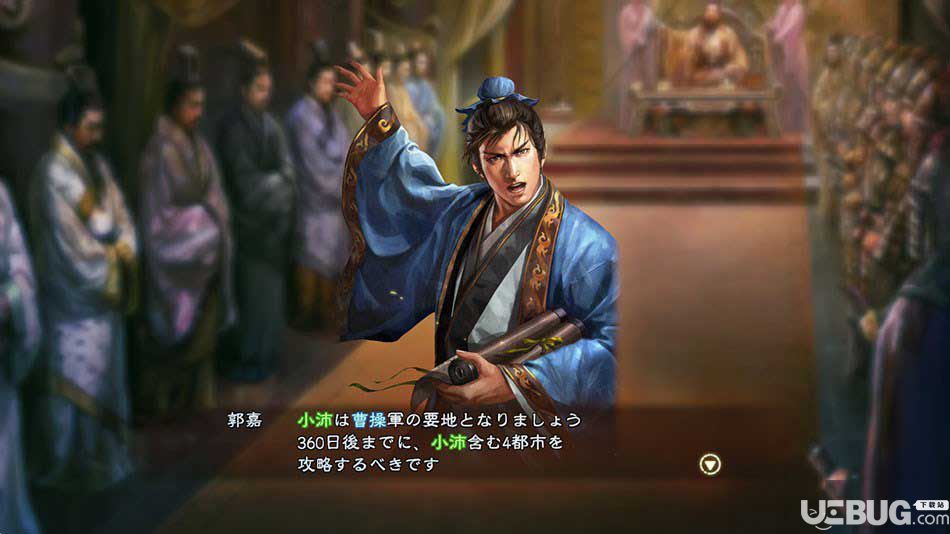 郭嘉
小沛は曹操軍の要地となりましょう
360日後までに、小沛含む4都市を
攻略するべきです
UEBUG
下载站
.com